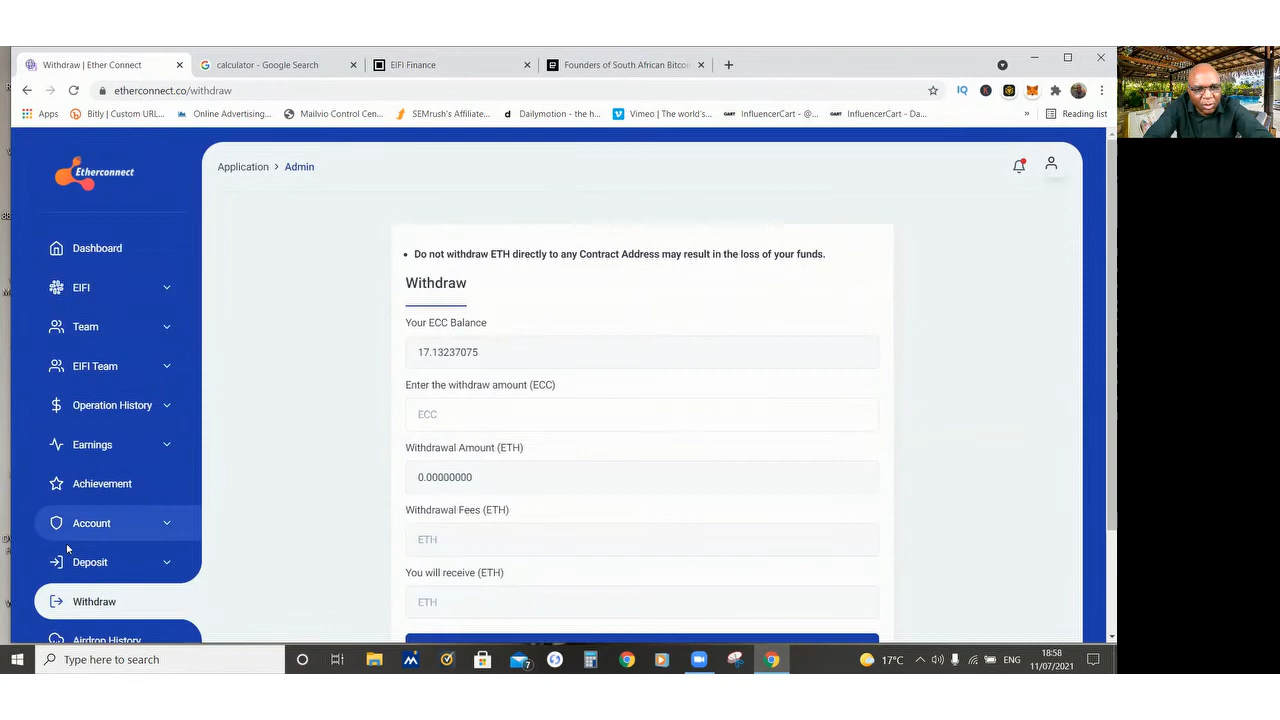 Withdraw | Ether Connect
calculator - Google Search
EIFI Finance
Founders of South African Bitcoi
etherconnect.co/withdraw
Apps
Bitly | Custom URL...
Online Advertising...
Mailvio Control Cen...
SEMrush's Affiliate...
Dailymotion - the h...
Vimeo | The world's...
InfluencerCart - @...
InfluencerCart - Da...
»
Reading list
Etherconnect
Application > Admin
Dashboard
EIFI
Team
EIFI Team
Operation History
Earnings
Achievement
Account
Deposit
Withdraw
Airdrop History
• Do not withdraw ETH directly to any Contract Address may result in the loss of your funds.
Withdraw
Your ECC Balance
17.13237075
Enter the withdraw amount (ECC)
ECC
Withdrawal Amount (ETH)
0.00000000
Withdrawal Fees (ETH)
ETH
You will receive (ETH)
ETH
Type here to search
7
17°C
ENG
18:58
11/07/2021